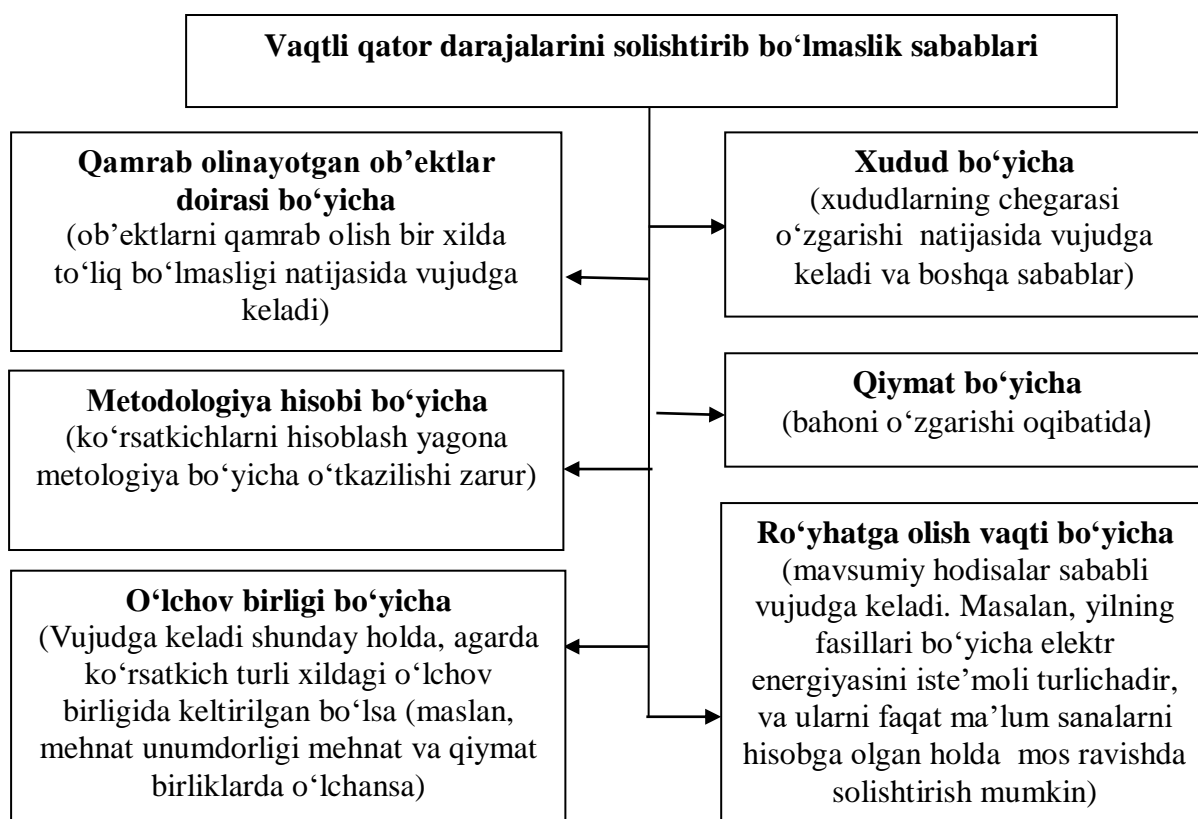 Vaqtli qator darajalarini solishtirib bo‘lmaslik sabablari
Qamrab olinayotgan ob’ektlar
doirasi bo‘yicha
(ob’ektlarni qamrab olish bir xilda
to‘liq bo‘lmasligi natijasida vujudga
keladi)
Xudud bo‘yicha
(xududlarning chegarasi
o‘zgarishi natijasida vujudga
keladi va boshqa sabablar)
Metodologiya hisobi bo‘yicha
(ko‘rsatkichlarni hisoblash yagona
metologiya bo‘yicha o‘tkazilishi zarur)
Qiymat bo‘yicha
(bahoni o‘zgarishi oqibatida)
O‘lchov birligi bo‘yicha
(Vujudga keladi shunday holda, agarda
ko‘rsatkich turli xildagi o‘lchov
birligida keltirilgan bo‘lsa (maslan,
mehnat unumdorligi mehnat va qiymat
birliklarda o‘lchansa)
Ro‘yhatga olish vaqti bo‘yicha
(mavsumiy hodisalar sababli
vujudga keladi. Masalan, yilning
fasillari bo‘yicha elektr
energiyasini iste’moli turlichadir,
va ularni faqat ma’lum sanalarni
hisobga olgan holda mos ravishda
solishtirish mumkin)